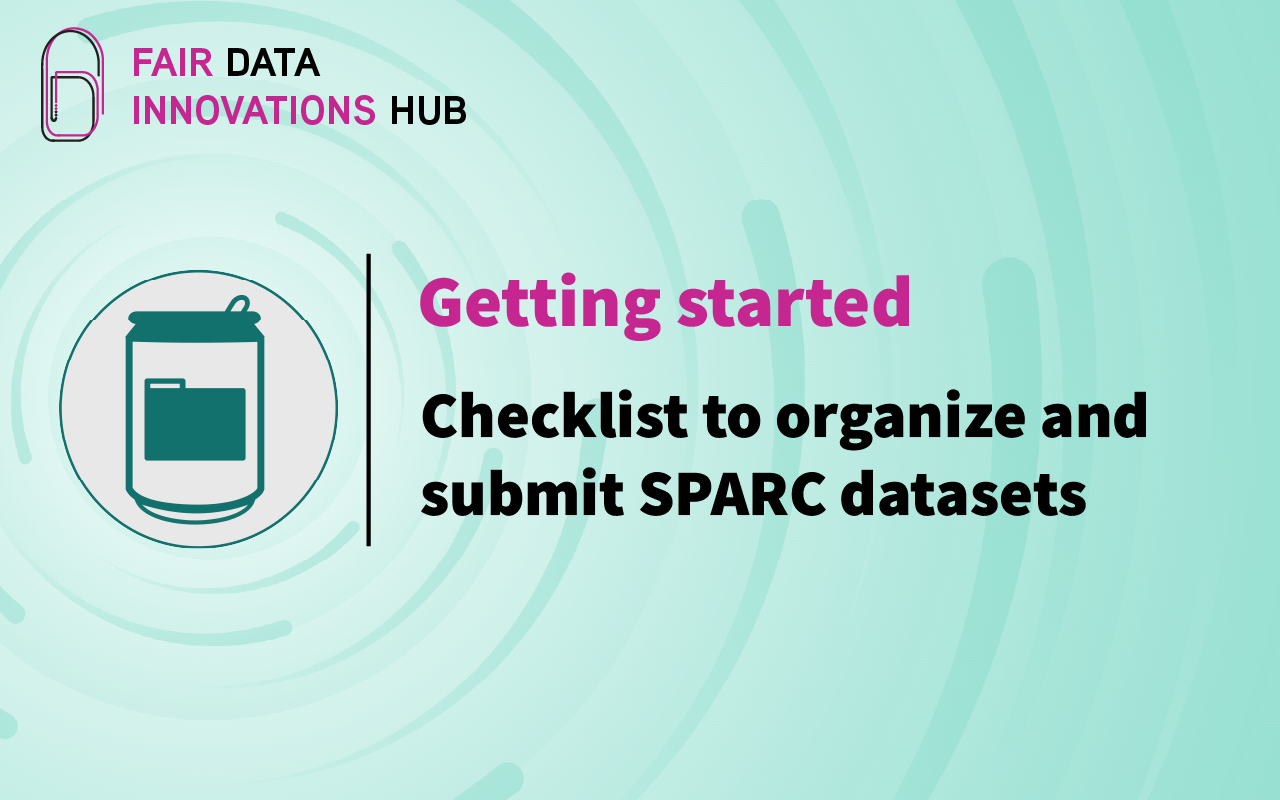 FAIR DATA
INNOVATIONS HUB
Getting started
Checklist to organize and
submit SPARC datasets